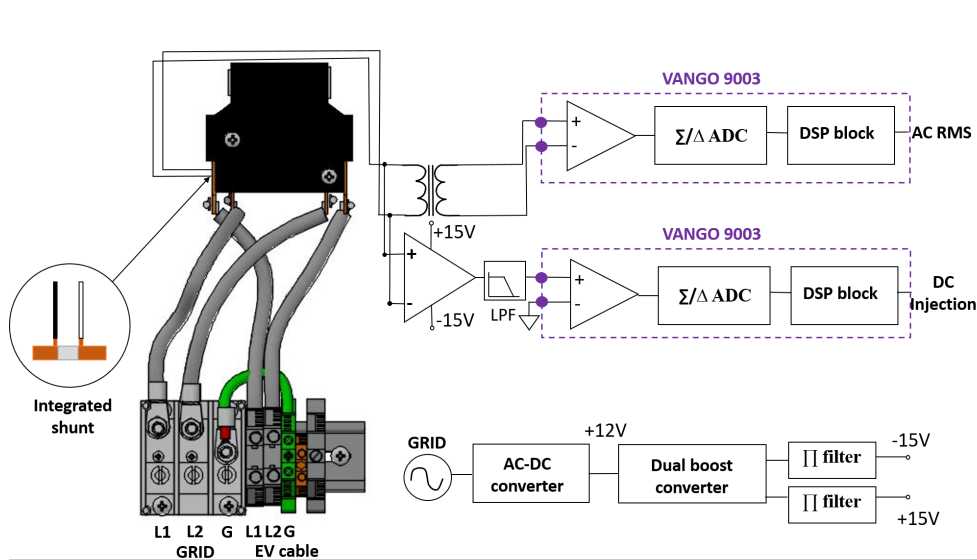 VANGO 9003
+
-
Σ/Δ ADC
DSP block
AC RMS
+15V
VANGO 9003
+
-
-15V
LPF
+
-
Σ/Δ ADC
DSP block
DC
Injection
Integrated
shunt
GRID
AC-DC
converter
+12V
Dual boost
converter
∏ filter
-15V
∏ filter
+15V
L1 L2 G L1 L2 G
GRID EV cable